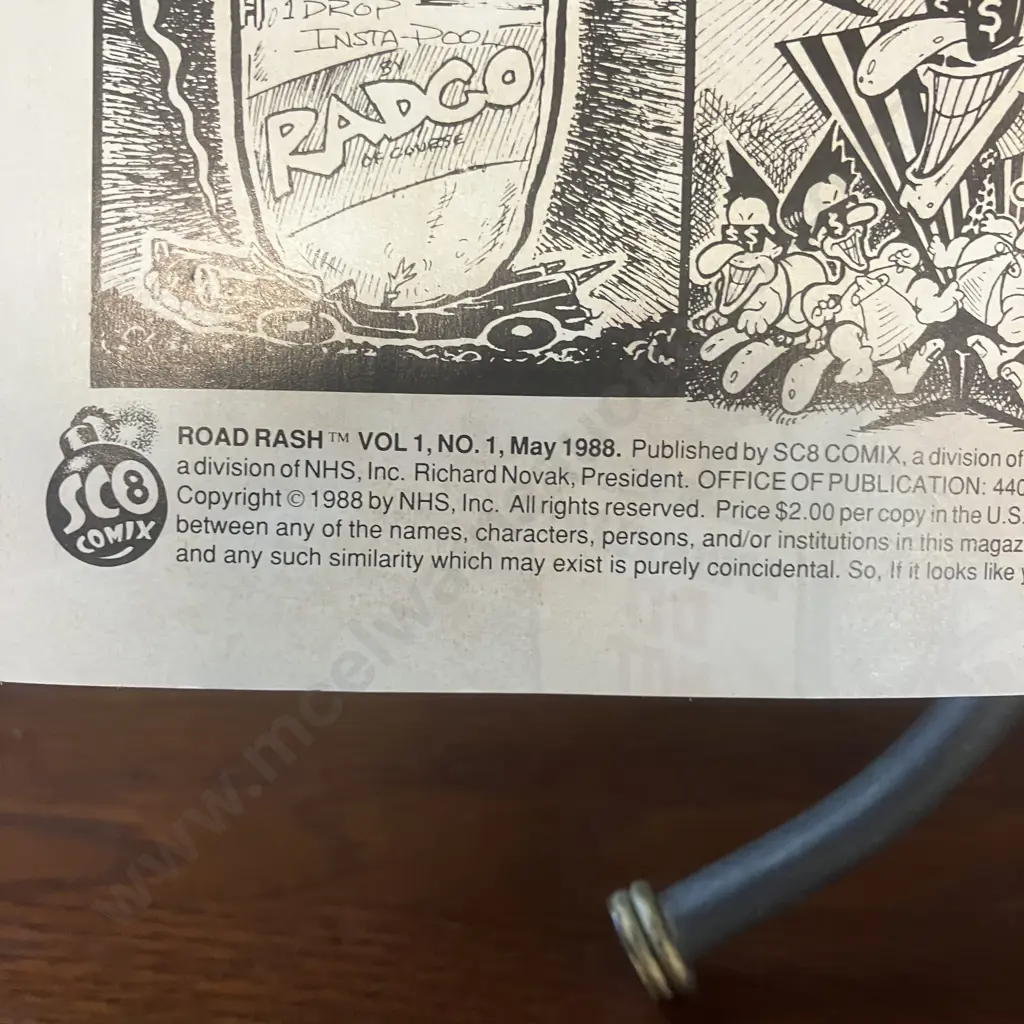 1 DROP
INSTA-POOL
BY
RADCO
OF COURSE
$
$ $
SC8
COMIX
ROAD RASH™ VOL 1, NO. 1, May 1988. Published by SC8 COMIX, a division of
a division of NHS, Inc. Richard Novak, President. OFFICE OF PUBLICATION: 440
Copyright © 1988 by NHS, Inc. All rights reserved. Price $2.00 per copy in the U.S.
between any of the names, characters, persons, and/or institutions in this magaz
and any such similarity which may exist is purely coincidental. So, If it looks like